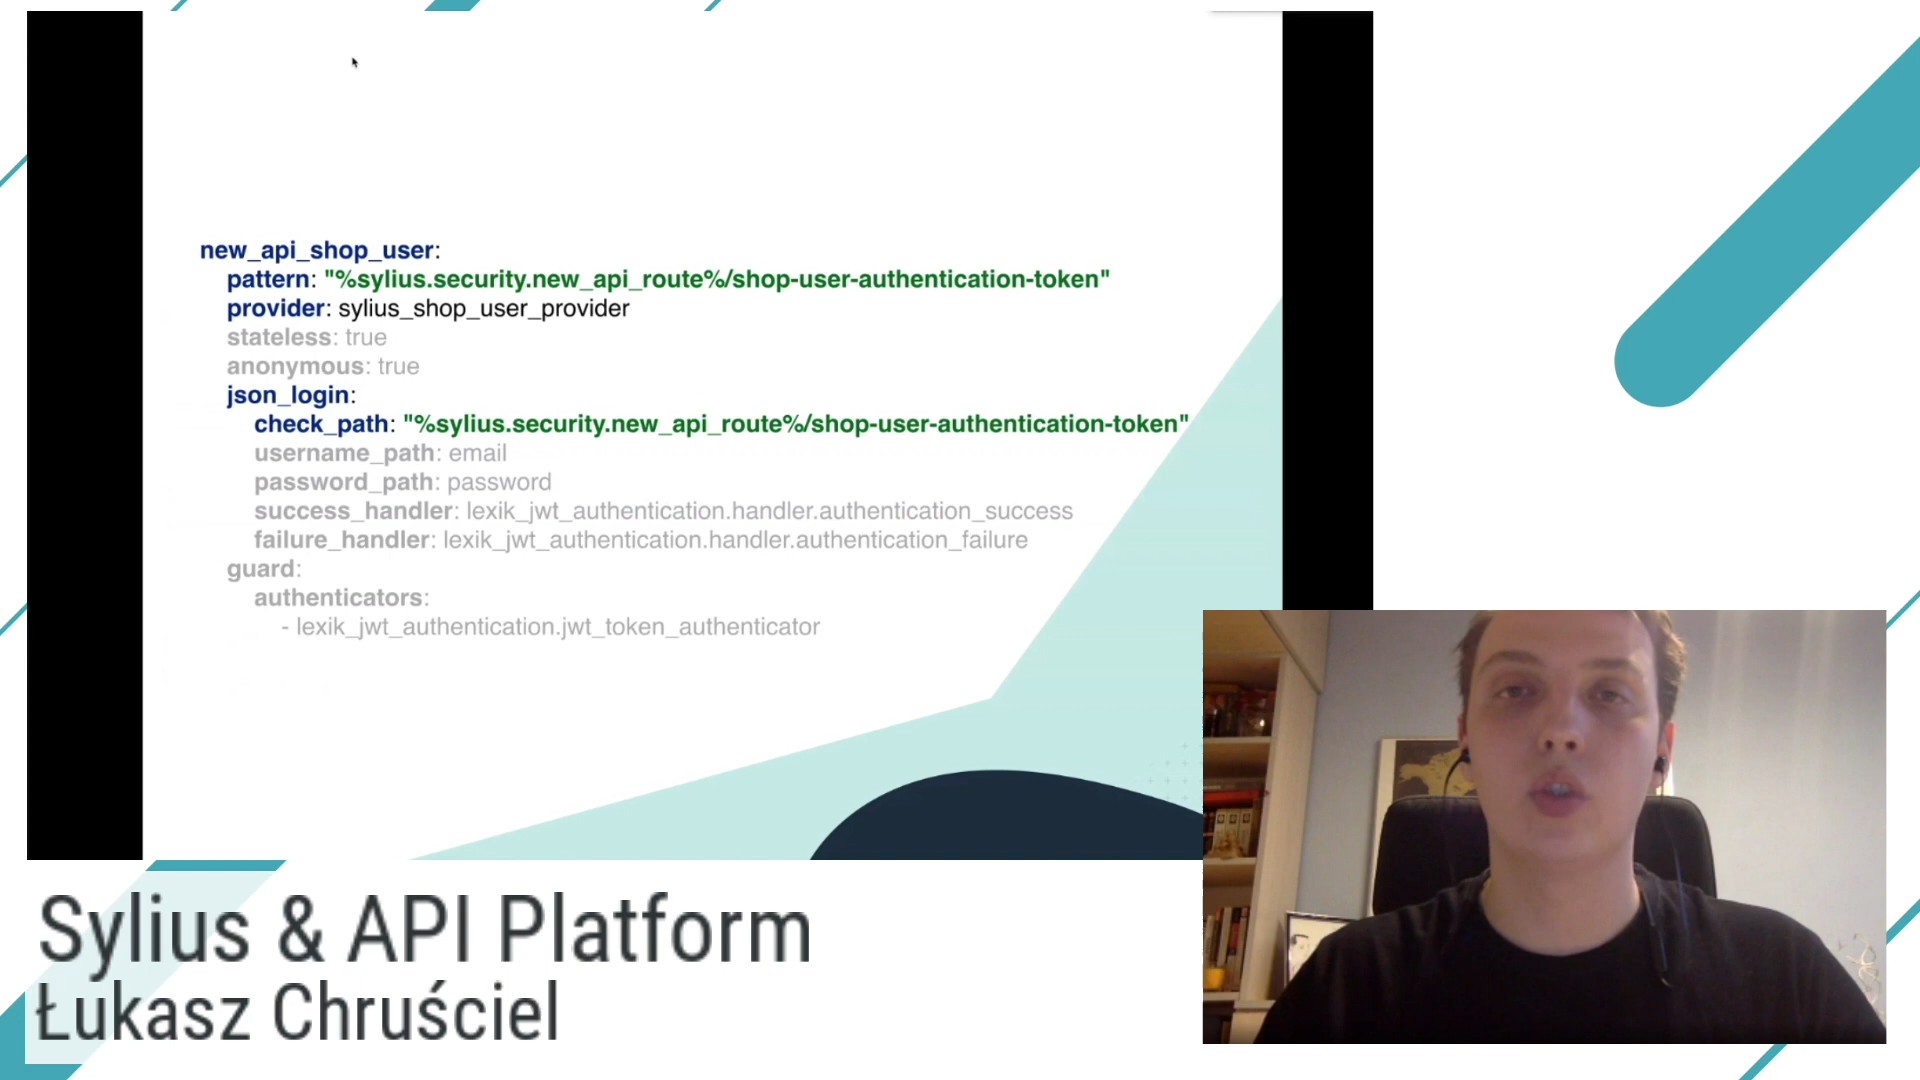 new_api_shop_user:
pattern: "%sylius.security.new_api_route%/shop-user-authentication-token"
provider: sylius_shop_user_provider
stateless: true
anonymous: true
json_login:
check_path: "%sylius.security.new_api_route%/shop-user-authentication-token"
username_path: email
password_path: password
success_handler: lexik_jwt_authentication.handler.authentication_success
failure_handler: lexik_jwt_authentication.handler.authentication_failure
guard:
authenticators:
- lexik_jwt_authentication.jwt_token_authenticator
Sylius & API Platform
Łukasz Chruściel